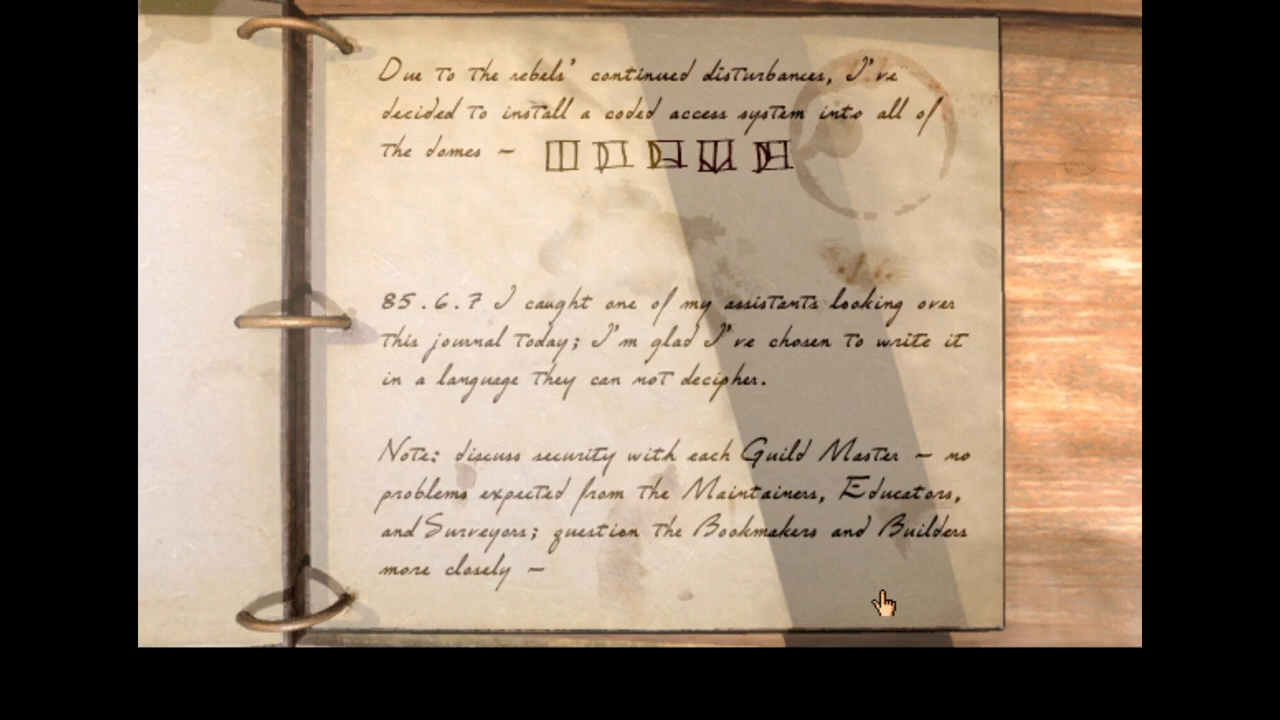 Due to the rebels' continued disturbances, I've
decided to install a coded access system into all of
the domes –
85.6.7 I caught one of my assistants looking over
this journal today; I'm glad I've chosen to write it
in a language they can not decipher.
Note: discuss security with each Guild Master – no
problems expected from the Maintainers, Educators,
and Surveyors; question the Bookmakers and Builders
more closely –